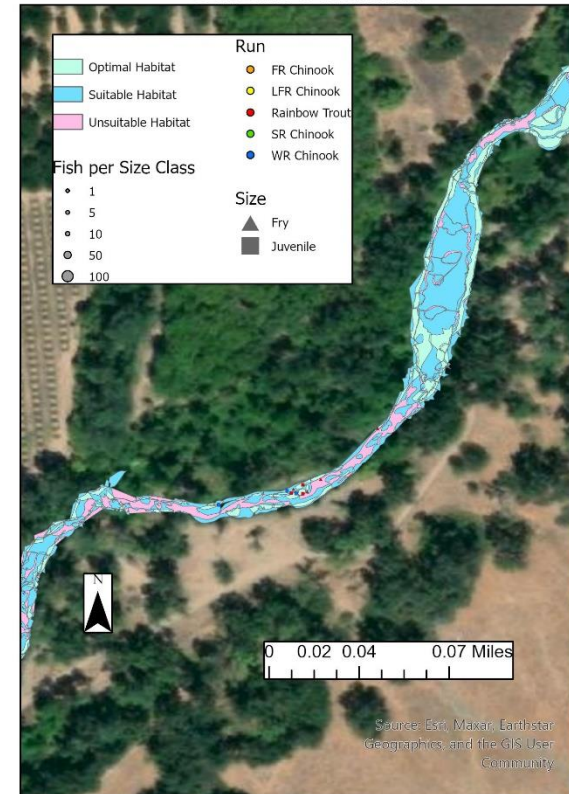 Optimal Habitat
Suitable Habitat
Unsuitable Habitat
Fish per Size Class
1
5
10
50
100
Run
FR Chinook
LFR Chinook
Rainbow Trout
SR Chinook
WR Chinook
Size
Fry
Juvenile
N
0 0.02 0.04 0.07 Miles
Source: Esri, Maxar, Earthstar
Geographics, and the GIS User
Community